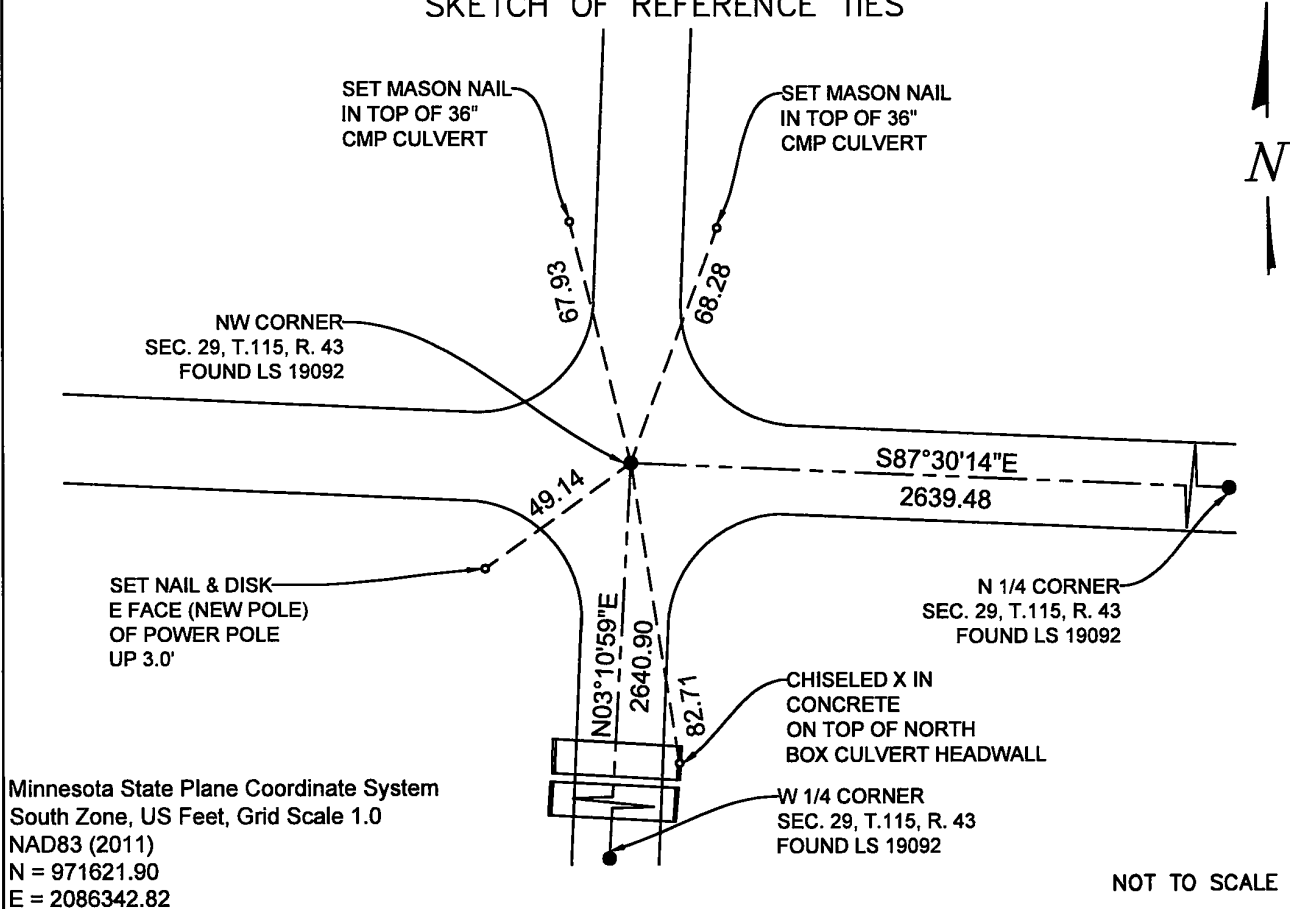 SKETCH OF REFERENCE TIES
SET MASON NAIL
IN TOP OF 36"
CMP CULVERT
SET MASON NAIL
IN TOP OF 36"
CMP CULVERT
N
67.93
68.28
NW CORNER
SEC. 29, T.115, R. 43
FOUND LS 19092
S87°30'14"E
2639.48
49.14
SET NAIL & DISK
E FACE (NEW POLE)
OF POWER POLE
UP 3.0'
N03°10'59"E
2640.90
82.71
N 1/4 CORNER
SEC. 29, T.115, R. 43
FOUND LS 19092
CHISELED X IN
CONCRETE
ON TOP OF NORTH
BOX CULVERT HEADWALL
W 1/4 CORNER
SEC. 29, T.115, R. 43
FOUND LS 19092
Minnesota State Plane Coordinate System
South Zone, US Feet, Grid Scale 1.0
NAD83 (2011)
N = 971621.90
E = 2086342.82
NOT TO SCALE